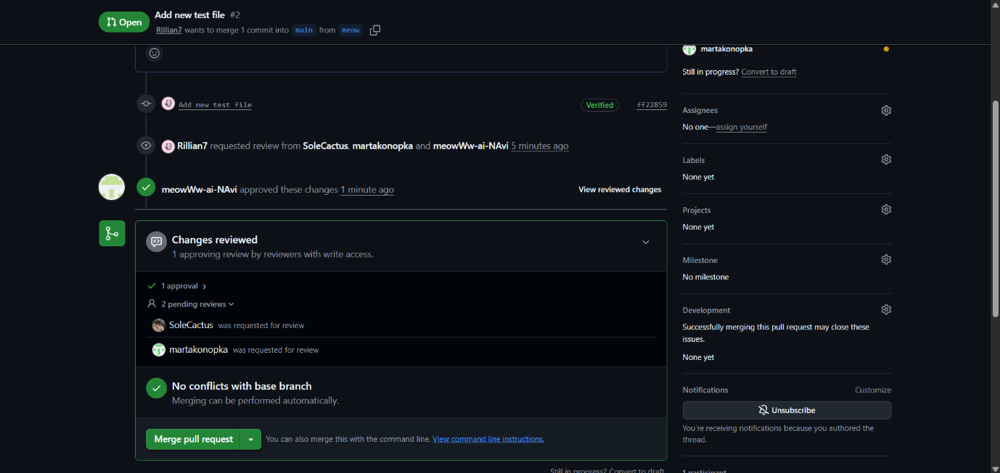 Open
Add new test file #2
Rillian7 wants to merge 1 commit into main from meow
Add new test file
Verified
ff22859
Rillian7 requested review from SoleCactus, martakonopka and meowWw-ai-NAvi 5 minutes ago
meowWw-ai-NAvi approved these changes 1 minute ago
View reviewed changes
Changes reviewed
1 approving review by reviewers with write access.
1 approval
2 pending reviews
SoleCactus was requested for review
martakonopka was requested for review
No conflicts with base branch
Merging can be performed automatically.
Merge pull request
You can also merge this with the command line. View command line instructions.
Still in progress? Convert to draft
martakonopka
Still in progress? Convert to draft
Assignees
No one—assign yourself
Labels
None yet
Projects
None yet
Milestone
No milestone
Development
Successfully merging this pull request may close these
issues.
None yet
Notifications
Customize
Unsubscribe
You're receiving notifications because you authored the
thread.
1 participant